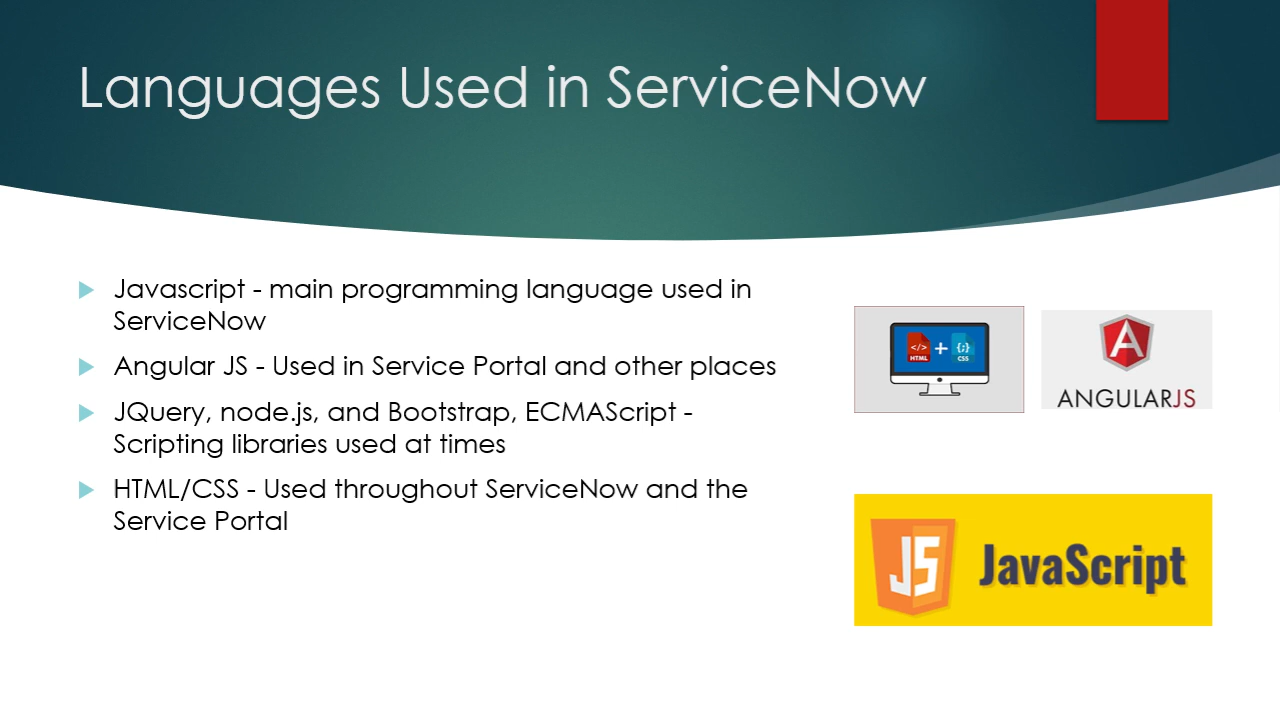 Languages Used in ServiceNow
Javascript - main programming language used in
ServiceNow
Angular JS - Used in Service Portal and other places
JQuery, node.js, and Bootstrap, ECMAScript -
Scripting libraries used at times
HTML/CSS - Used throughout ServiceNow and the
Service Portal
</> + {;}
HTML CSS
A
ANGULARJS
JS JavaScript